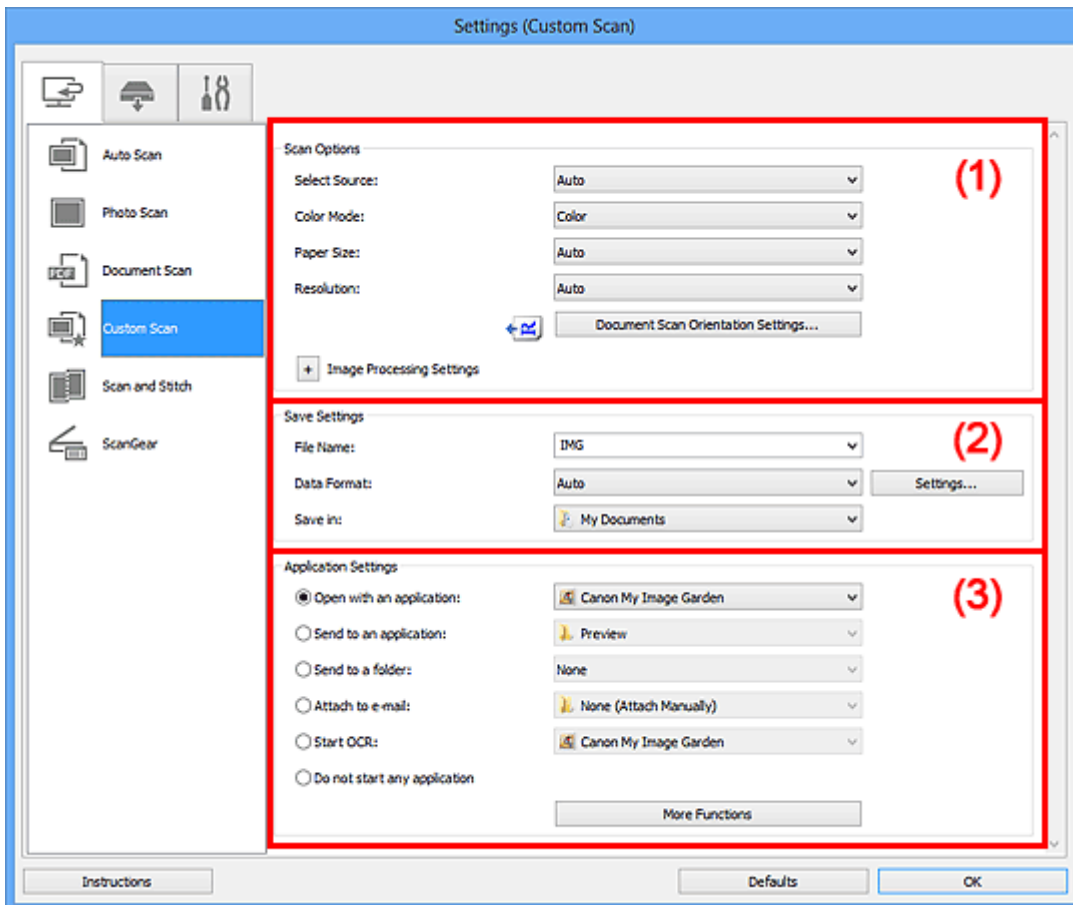 Settings (Custom Scan)
Auto Scan
Photo Scan
PDF
Document Scan
Custom Scan
Scan and Stitch
ScanGear
Scan Options
(1)
Select Source: Auto
Color Mode: Color
Paper Size: Auto
Resolution: Auto
R Document Scan Orientation Settings...
+ Image Processing Settings
Save Settings
(2)
File Name: IMG
Data Format: Auto Settings...
Save in: My Documents
Application Settings
(3)
Open with an application: Canon My Image Garden
Send to an application: Preview
Send to a folder: None
Attach to e-mail: None (Attach Manually)
Start OCR: Canon My Image Garden
Do not start any application
More Functions
Instructions Defaults OK